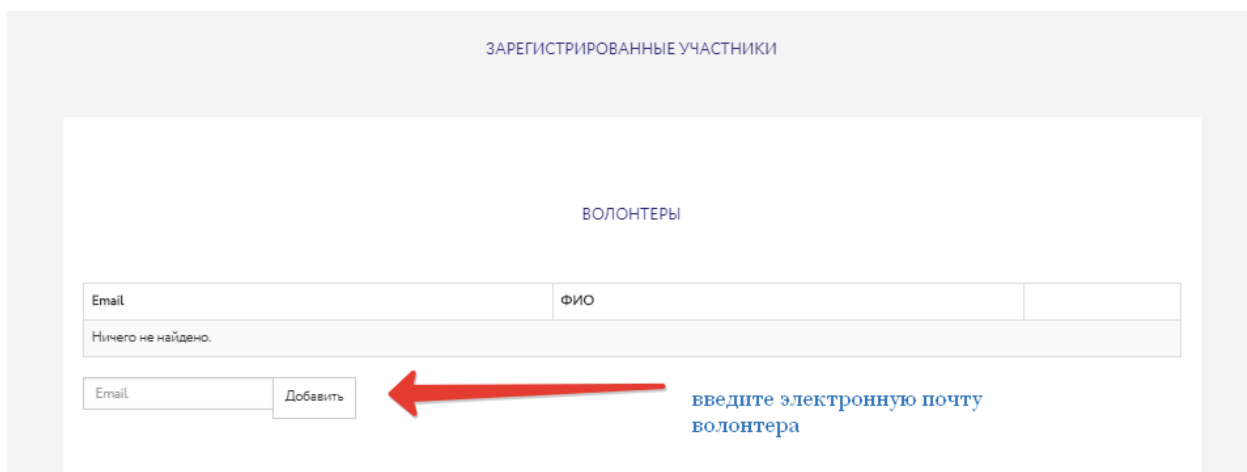 ЗАРЕГИСТРИРОВАННЫЕ УЧАСТНИКИ
ВОЛОНТЕРЫ
Email ФИО
Ничего не найдено.
Email Добавить
введите электронную почту
волонтера